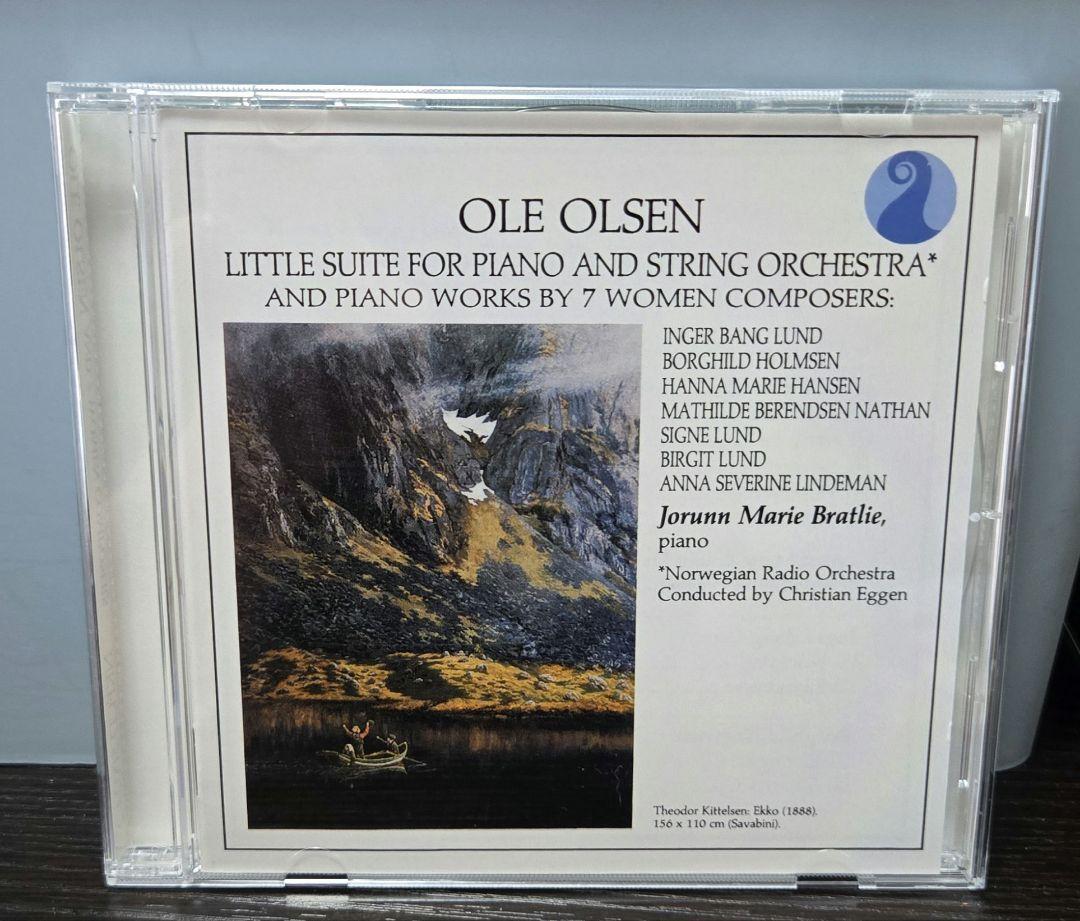 OLE OLSEN
LITTLE SUITE FOR PIANO AND STRING ORCHESTRA*
AND PIANO WORKS BY 7 WOMEN COMPOSERS:
INGER BANG LUND
BORGHILD HOLMSEN
HANNA MARIE HANSEN
MATHILDE BERENDSEN NATHAN
SIGNE LUND
BIRGIT LUND
ANNA SEVERINE LINDEMAN
Jorunn Marie Bratlie,
piano
*Norwegian Radio Orchestra
Conducted by Christian Eggen
Theodor Kittelsen: Ekko (1888).
156 x 110 cm (Savabini).